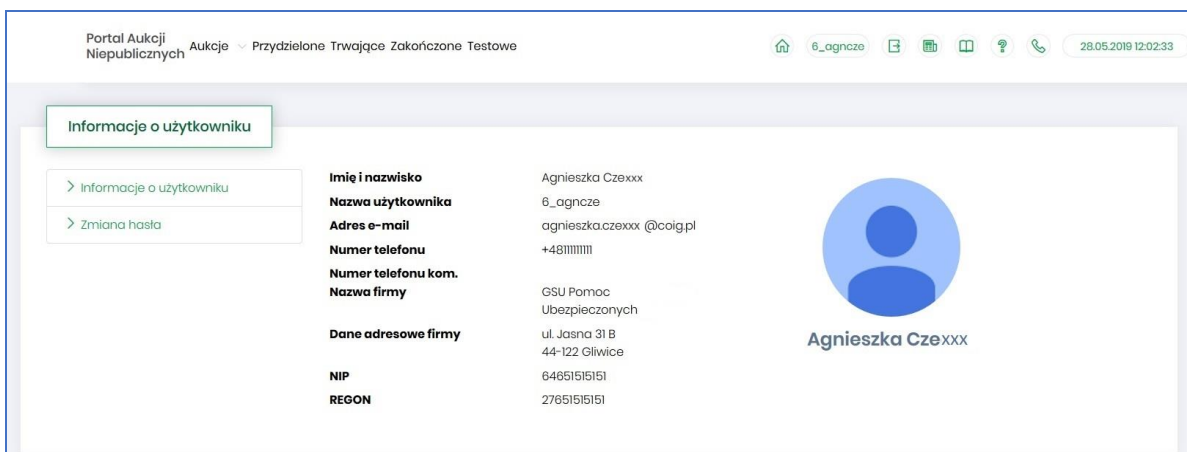 Portal Aukcji
Niepublicznych
Aukcje Przydzielone Trwające Zakończone Testowe
6_agncze
28.05.2019 12:02:33
Informacje o użytkowniku
Informacje o użytkowniku
Zmiana hasła
Imię i nazwisko Agnieszka Czexxx
Nazwa użytkownika 6_agncze
Adres e-mail agnieszka.czexxx @coig.pl
Numer telefonu +48111111111
Numer telefonu kom.
Nazwa firmy GSU Pomoc
Ubezpieczonych
Dane adresowe firmy ul. Jasna 31 B
44-122 Gliwice
NIP 64651515151
REGON 27651515151
Agnieszka Czexxx